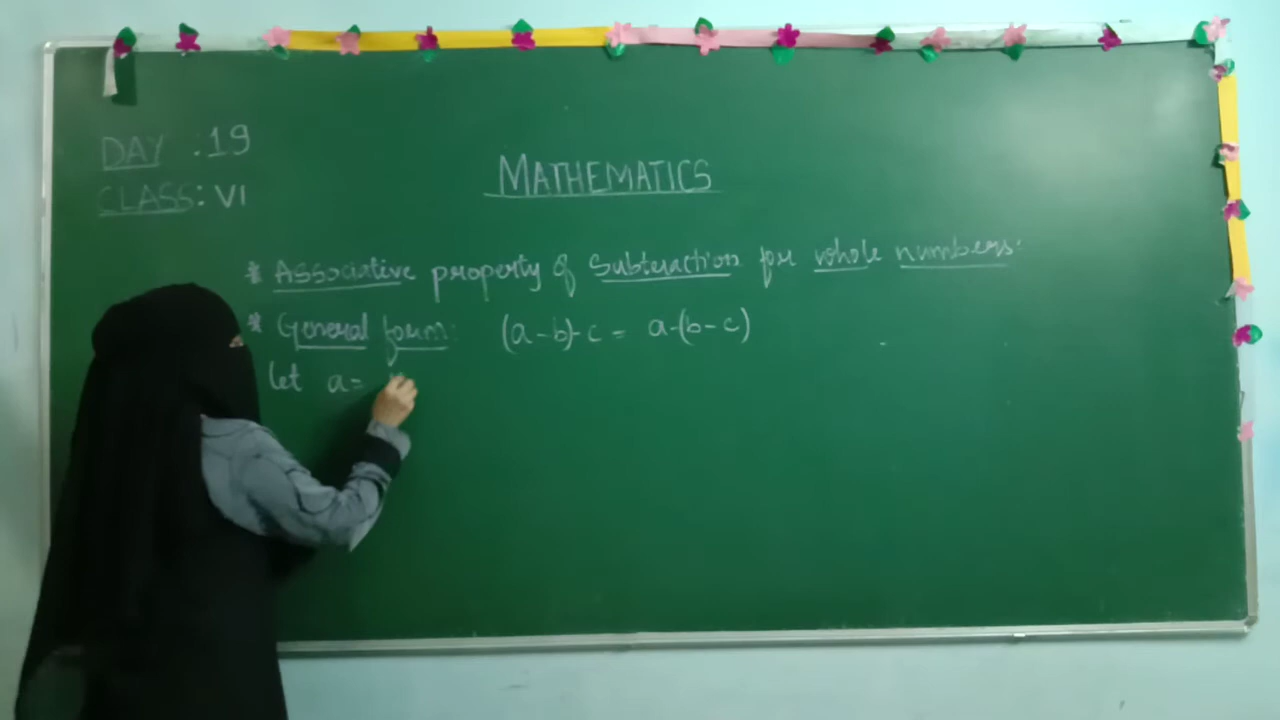 DAY : 19
CLASS : VI
MATHEMATICS
* Associative property of Subtraction for whole numbers.
* General form: (a-b)-c = a-(b-c)
let a=